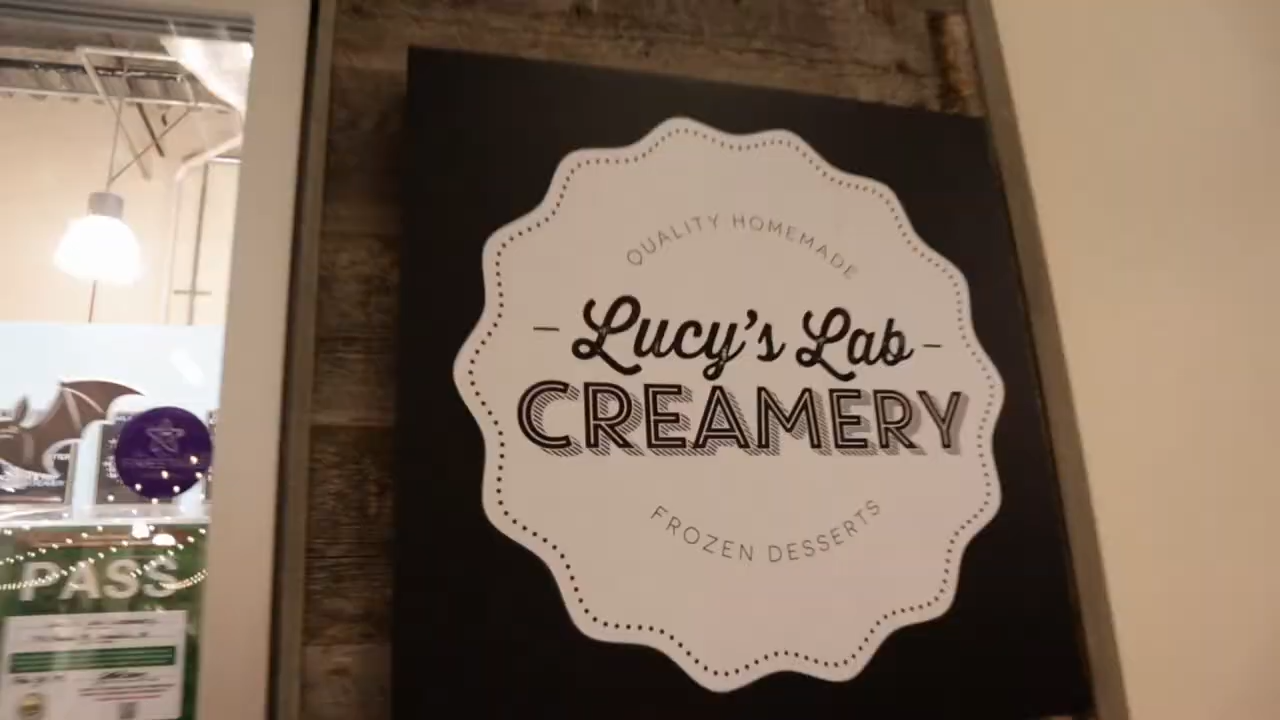 QUALITY HOMEMADE
- Lucy's Lab -
CREAMERY
FROZEN DESSERTS
PASS